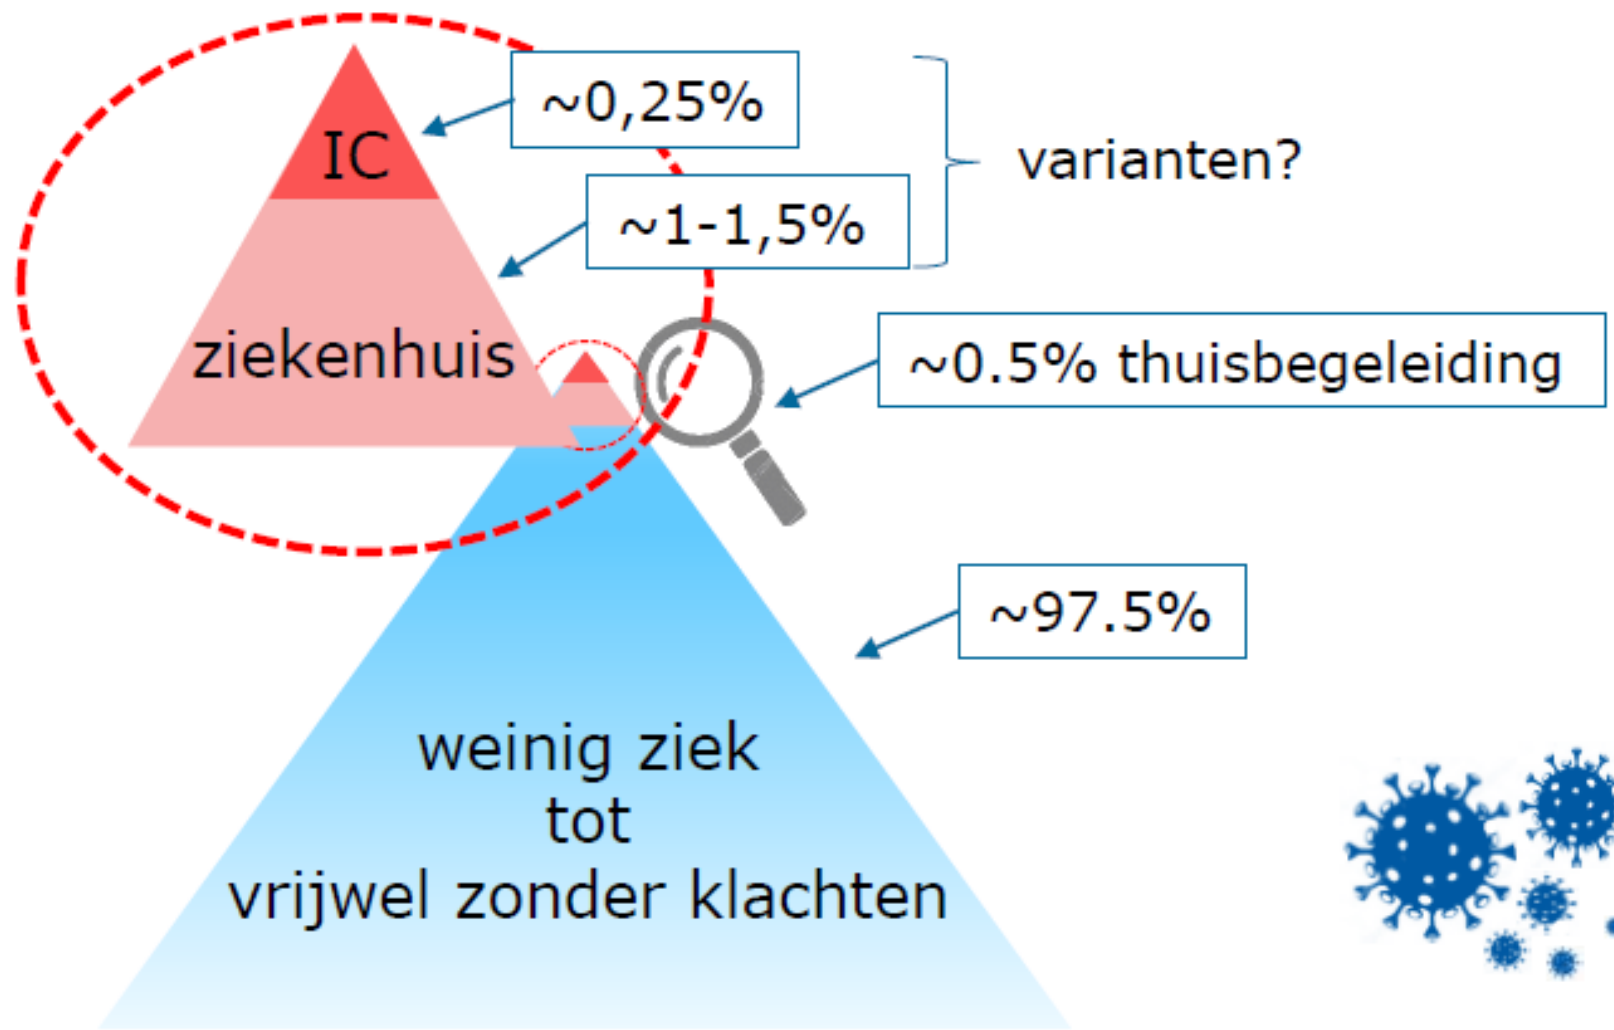 IC
~0,25%
~1-1,5%
varianten?
ziekenhuis
~0.5% thuisbegeleiding
~97.5%
weinig ziek
tot
vrijwel zonder klachten